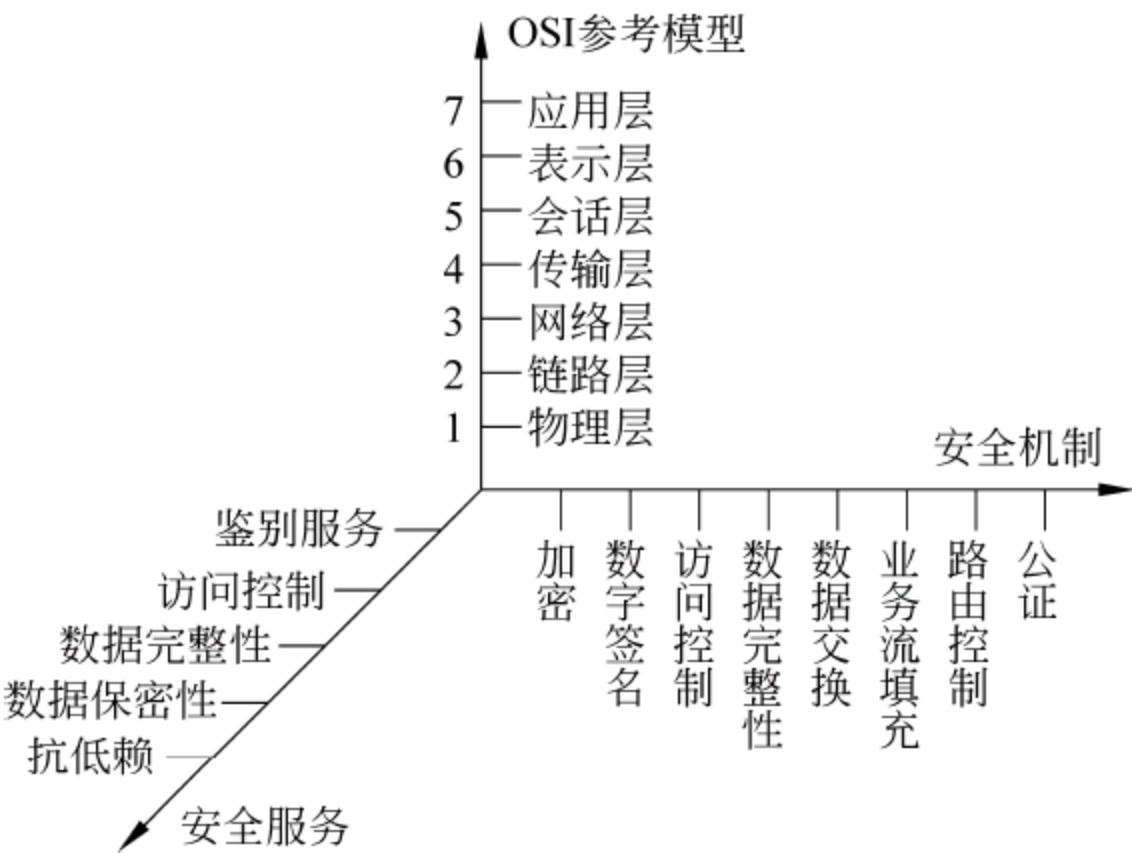 OSI参考模型
7 应用层
6 表示层
5 会话层
4 传输层
3 网络层
2 链路层
1 物理层
安全机制
加密
数字签名
访问控制
数据完整性
数据交换
业务流填充
路由控制
公证
鉴别服务
访问控制
数据完整性
数据保密性
抗低赖
安全服务